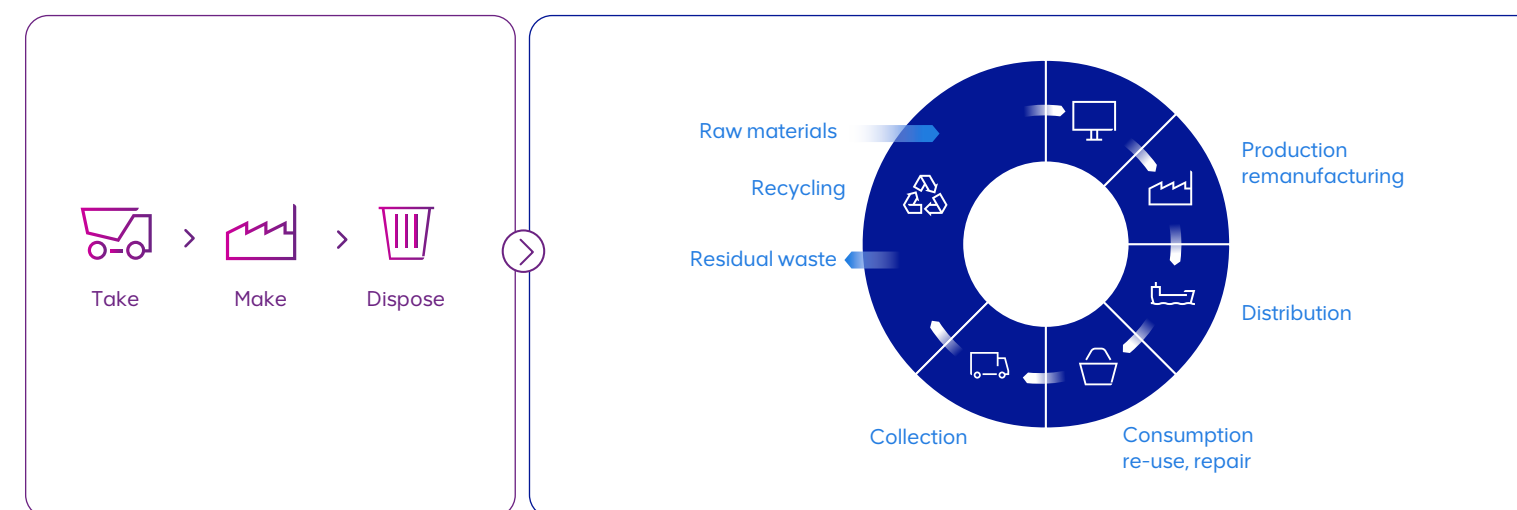 Take
Make
Dispose
Raw materials
Recycling
Residual waste
Production
remanufacturing
Distribution
Consumption
re-use, repair
Collection